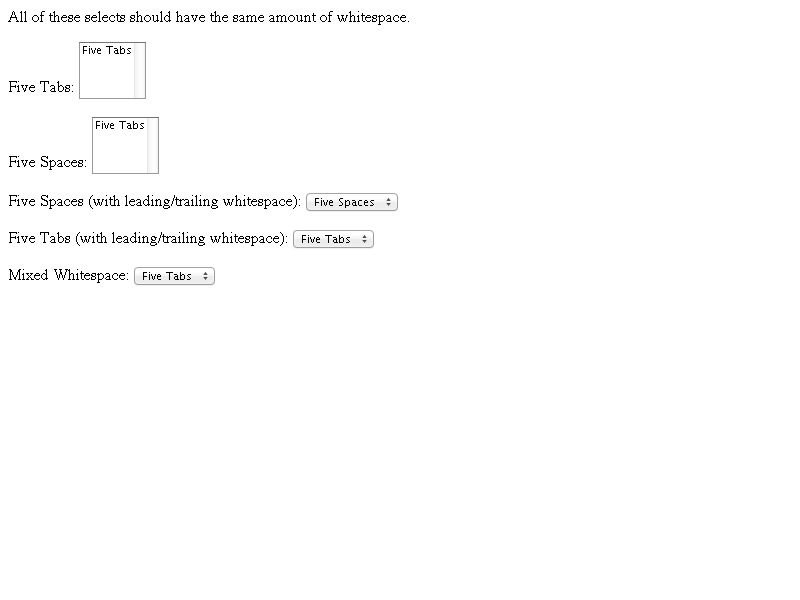 All of these selects should have the same amount of whitespace.
Five Tabs
Five Tabs:
Five Tabs
Five Spaces:
Five Spaces (with leading/trailing whitespace): Five Spaces
Five Tabs (with leading/trailing whitespace): Five Tabs
Mixed Whitespace: Five Tabs